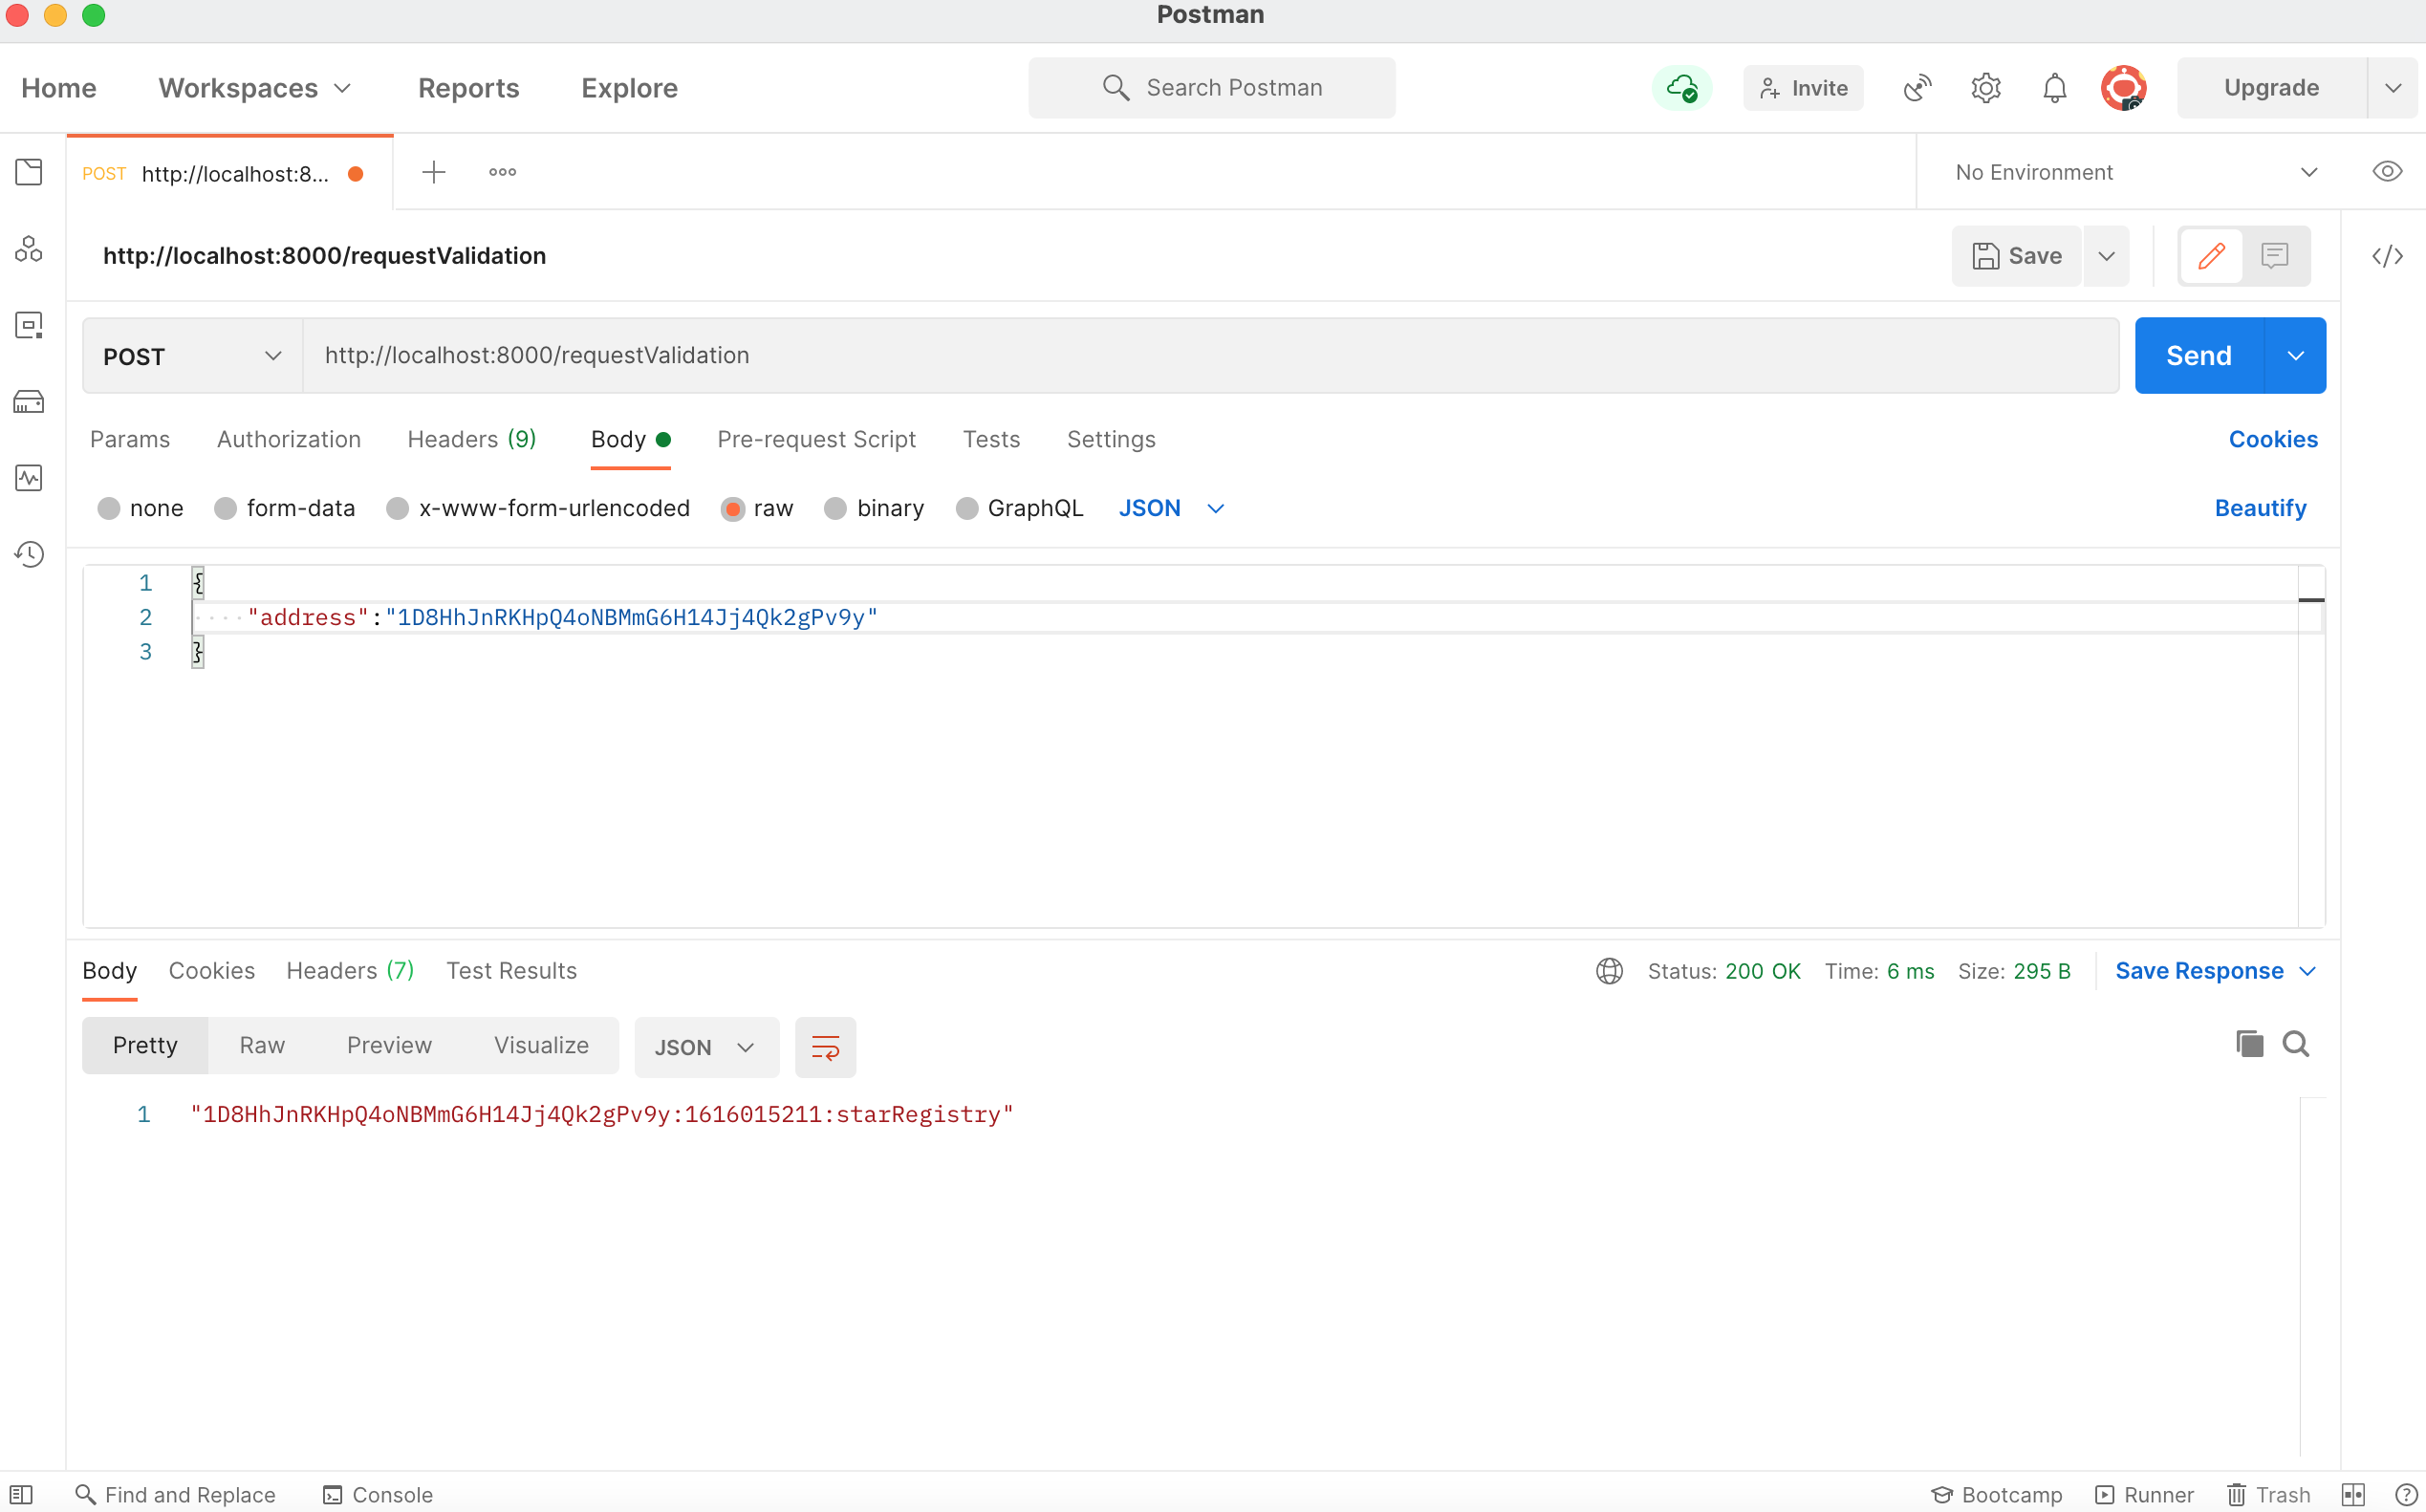 Postman
Home Workspaces Reports Explore Search Postman Invite Upgrade
POST http://localhost:8... No Environment
http://localhost:8000/requestValidation Save
POST http://localhost:8000/requestValidation Send
Params Authorization Headers (9) Body Pre-request Script Tests Settings Cookies
none form-data x-www-form-urlencoded raw binary GraphQL JSON Beautify
1 {
2 "address":"1D8HhJnRKHpQ4oNBMmG6H14Jj4Qk2gPv9y"
3 }
Body Cookies Headers (7) Test Results Status: 200 OK Time: 6 ms Size: 295 B Save Response
Pretty Raw Preview Visualize JSON
1 "1D8HhJnRKHpQ4oNBMmG6H14Jj4Qk2gPv9y:1616015211:starRegistry"
Find and Replace Console Bootcamp Runner Trash